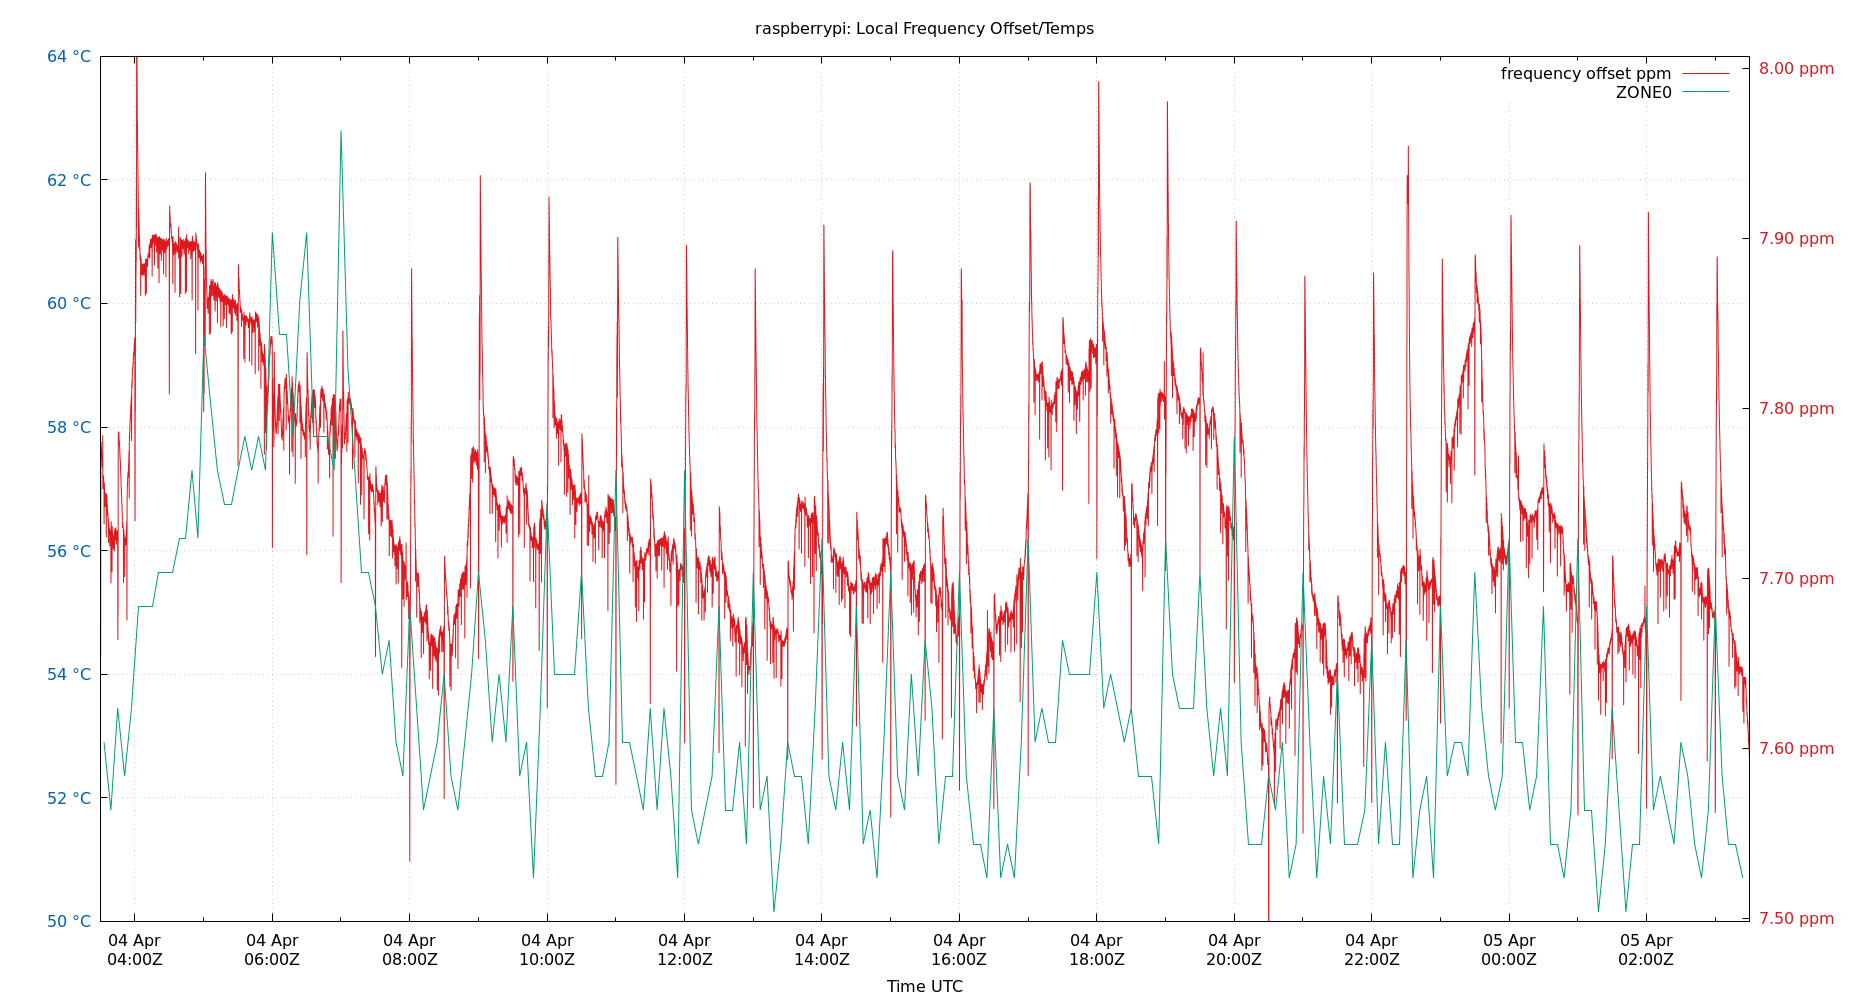 raspberrypi: Local Frequency Offset/Temps
64 °C
62 °C
60 °C
58 °C
56 °C
54 °C
52 °C
50 °C
8.00 ppm
7.90 ppm
7.80 ppm
7.70 ppm
7.60 ppm
7.50 ppm
frequency offset ppm
ZONE0
04 Apr
04:00Z
04 Apr
06:00Z
04 Apr
08:00Z
04 Apr
10:00Z
04 Apr
12:00Z
04 Apr
14:00Z
04 Apr
16:00Z
04 Apr
18:00Z
04 Apr
20:00Z
04 Apr
22:00Z
05 Apr
00:00Z
05 Apr
02:00Z
Time UTC